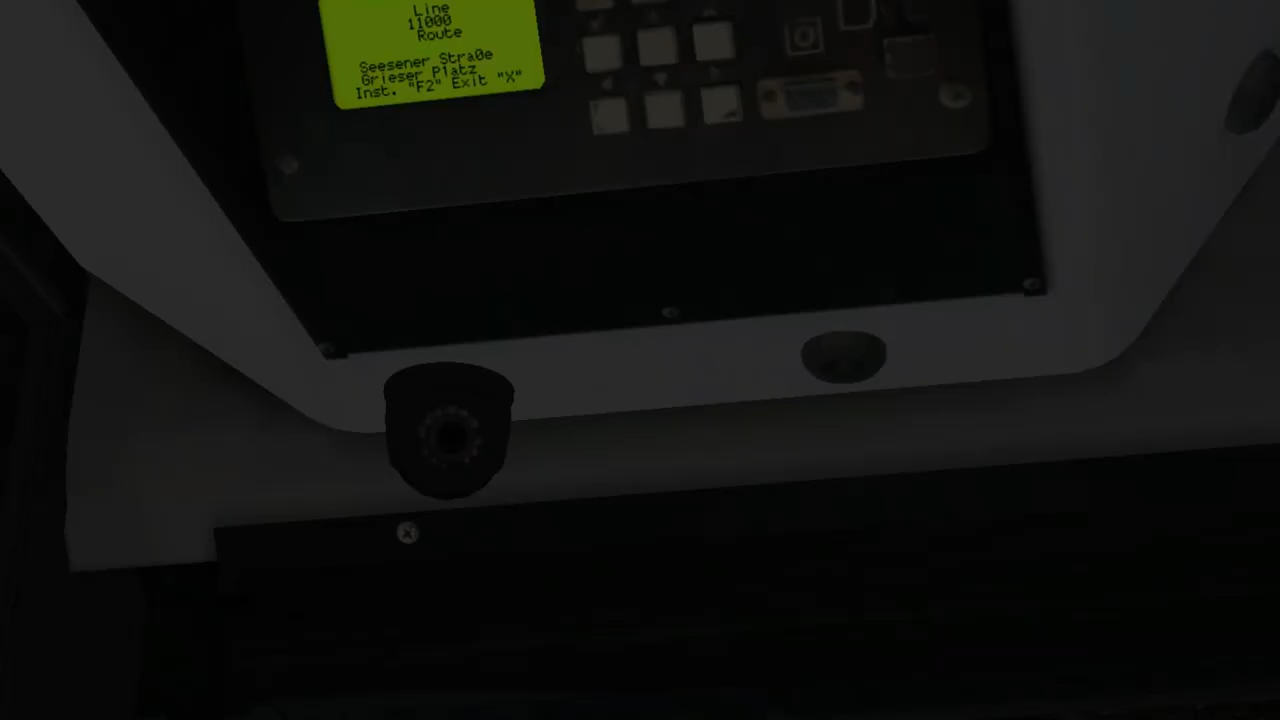 Line
11000
Route
Seesener Straße
Grieser Platz
Inst. "F2" Exit "X"